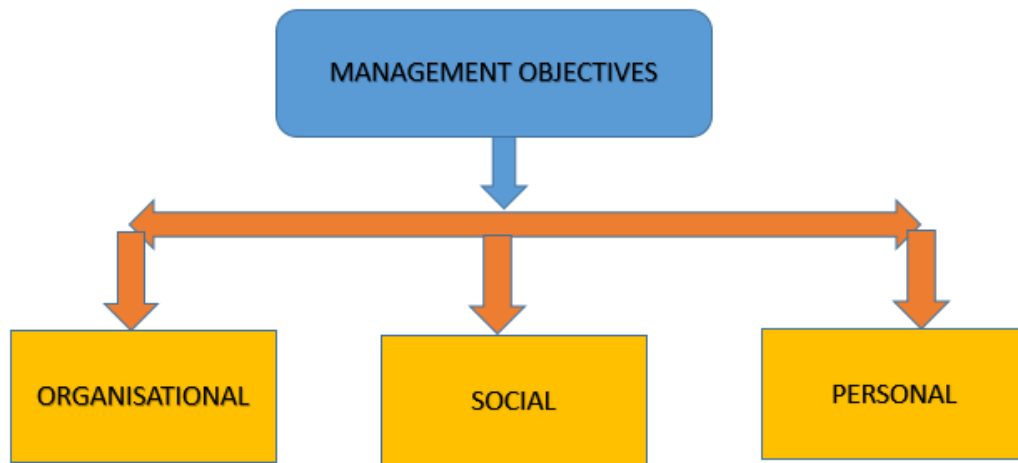 MANAGEMENT OBJECTIVES
ORGANISATIONAL
SOCIAL
PERSONAL